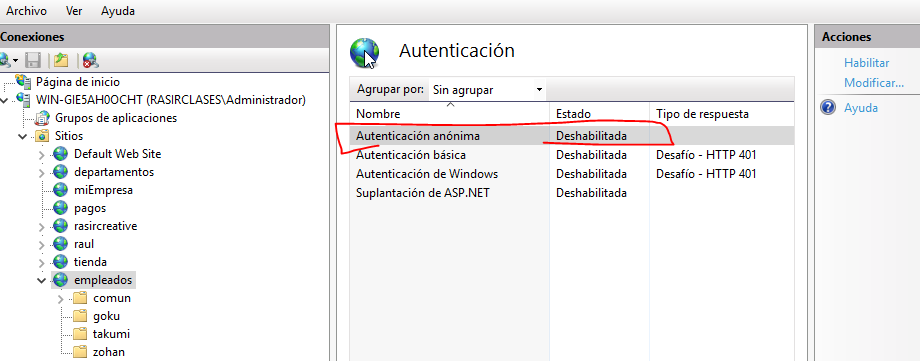 Archivo Ver Ayuda
Conexiones
Página de inicio
WIN-GIE5AH0OCHT (RASIRCLASES\Administrador)
Grupos de aplicaciones
Sitios
Default Web Site
departamentos
miEmpresa
pagos
rasircreative
raul
tienda
empleados
comun
goku
takumi
zohan
Autenticación
Agrupar por: Sin agrupar
Nombre Estado Tipo de respuesta
Autenticación anónima Deshabilitada
Autenticación básica Deshabilitada Desafío - HTTP 401
Autenticación de Windows Deshabilitada Desafío - HTTP 401
Suplantación de ASP.NET Deshabilitada
Acciones
Habilitar
Modificar...
Ayuda